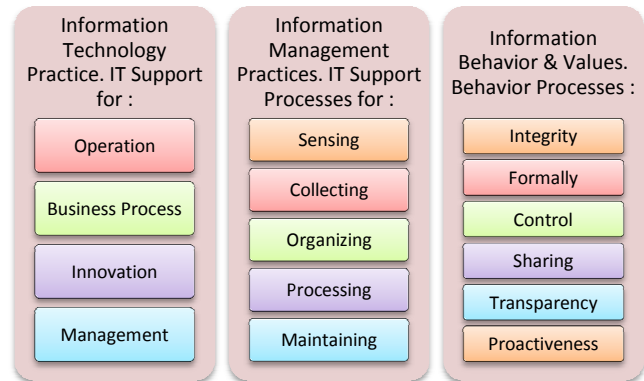 Information
Technology
Practice. IT Support
for :
Operation
Business Process
Innovation
Management
Information
Management
Practices. IT Support
Processes for :
Sensing
Collecting
Organizing
Processing
Maintaining
Information
Behavior & Values.
Behavior Processes :
Integrity
Formally
Control
Sharing
Transparency
Proactiveness